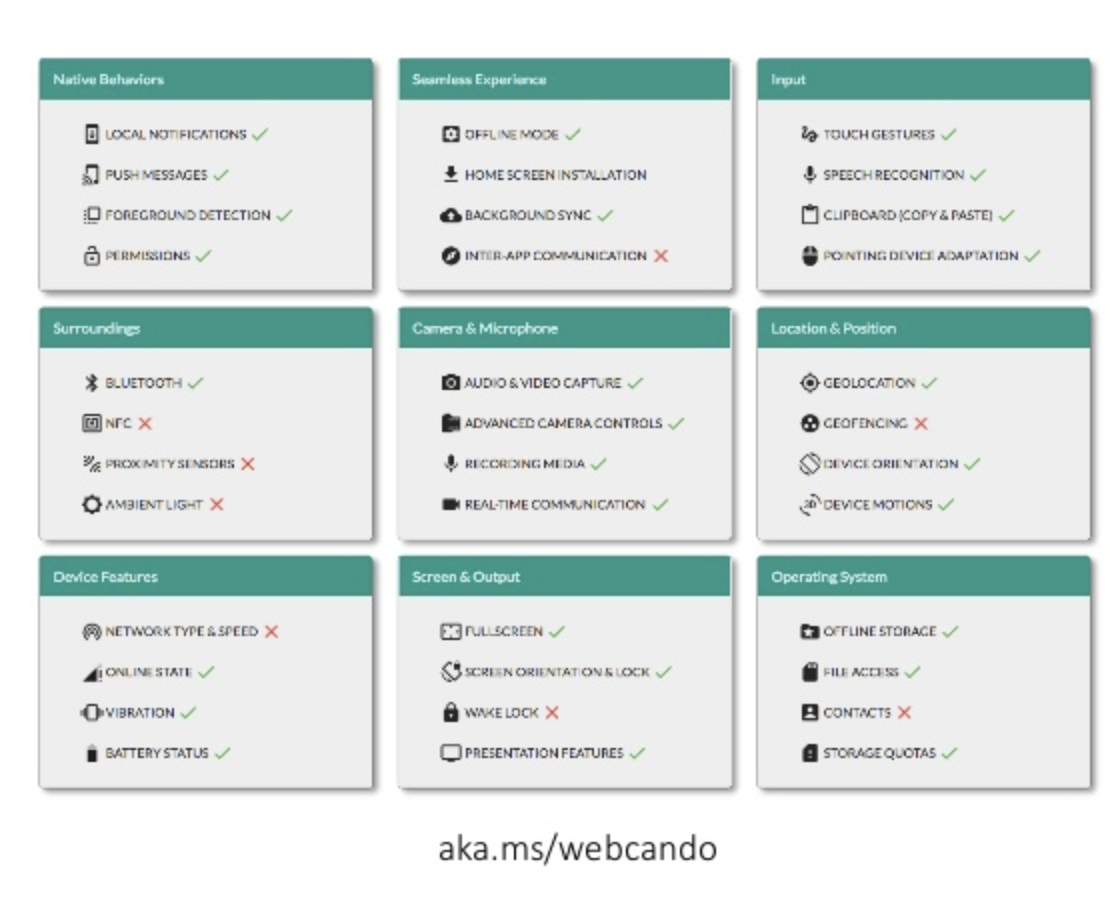 Native Behaviors
LOCAL NOTIFICATIONS ✓
PUSH MESSAGES ✓
FOREGROUND DETECTION ✓
PERMISSIONS ✓
Seamless Experience
OFFLINE MODE ✓
HOME SCREEN INSTALLATION
BACKGROUND SYNC ✓
INTER-APP COMMUNICATION ✕
Input
TOUCH GESTURES ✓
SPEECH RECOGNITION ✓
CLIPBOARD (COPY & PASTE) ✓
POINTING DEVICE ADAPTATION ✓
Surroundings
BLUETOOTH ✓
NFC ✕
PROXIMITY SENSORS ✕
AMBIENT LIGHT ✕
Camera & Microphone
AUDIO & VIDEO CAPTURE ✓
ADVANCED CAMERA CONTROLS ✓
RECORDING MEDIA ✓
REAL-TIME COMMUNICATION ✓
Location & Position
GEOLOCATION ✓
GEOFENCING ✕
DEVICE ORIENTATION ✓
DEVICE MOTIONS ✓
Device Features
NETWORK TYPE & SPEED ✕
ONLINE STATE ✓
VIBRATION ✓
BATTERY STATUS ✓
Screen & Output
FULLSCREEN ✓
SCREEN ORIENTATION & LOCK ✓
WAKE LOCK ✕
PRESENTATION FEATURES ✓
Operating System
OFFLINE STORAGE ✓
FILE ACCESS ✓
CONTACTS ✕
STORAGE QUOTAS ✓
aka.ms/webcando